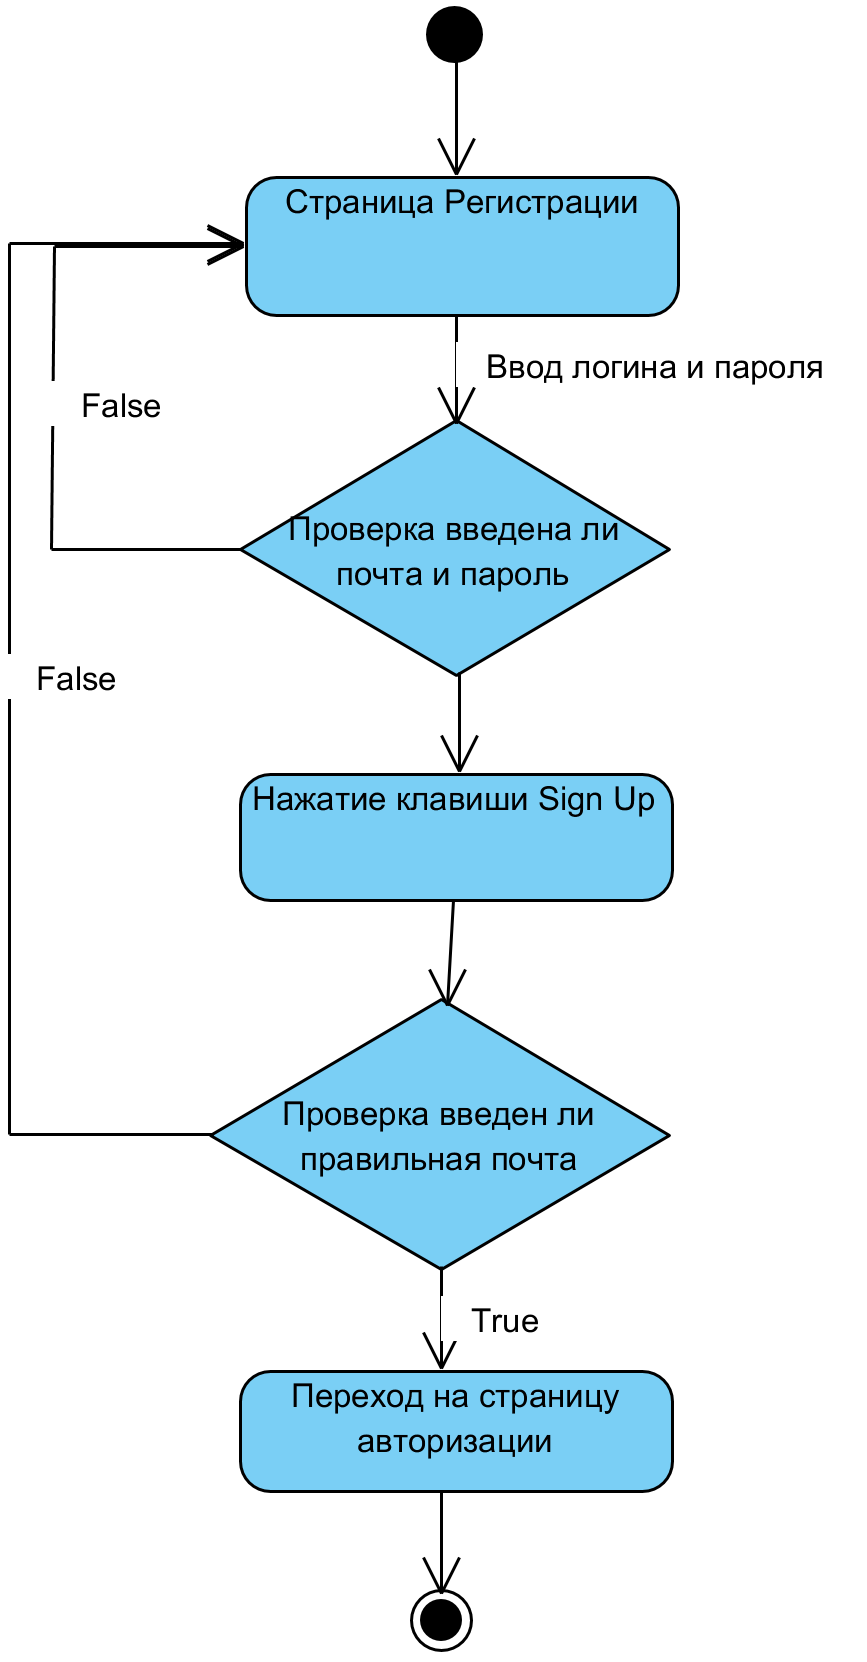 Страница Регистрации
Ввод логина и пароля
False
Проверка введена ли
почта и пароль
False
Нажатие клавиши Sign Up
Проверка введен ли
правильная почта
True
Переход на страницу
авторизации